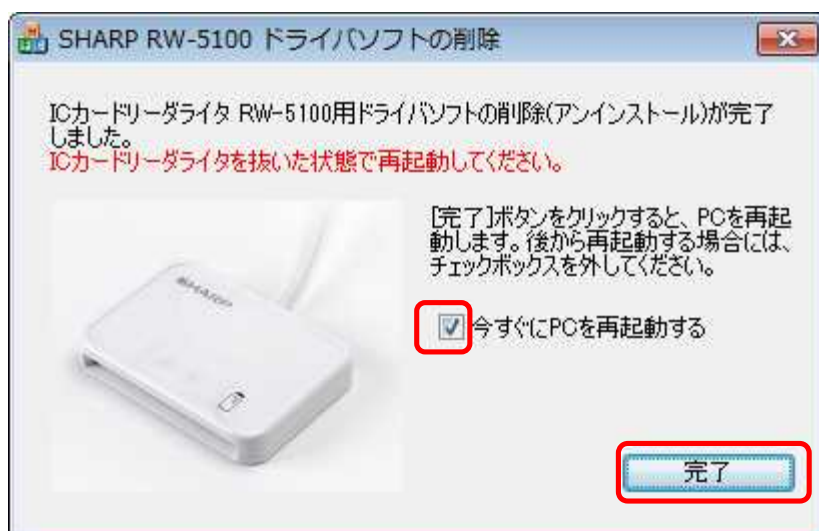 SHARP RW-5100 ドライバソフトの削除
ICカードリーダライタ RW-5100用ドライバソフトの削除(アンインストール)が完了
しました。
ICカードリーダライタを抜いた状態で再起動してください。
[完了]ボタンをクリックすると、PCを再起
動します。後から再起動する場合には、
チェックボックスを外してください。
SHARP
今すぐにPCを再起動する
完了